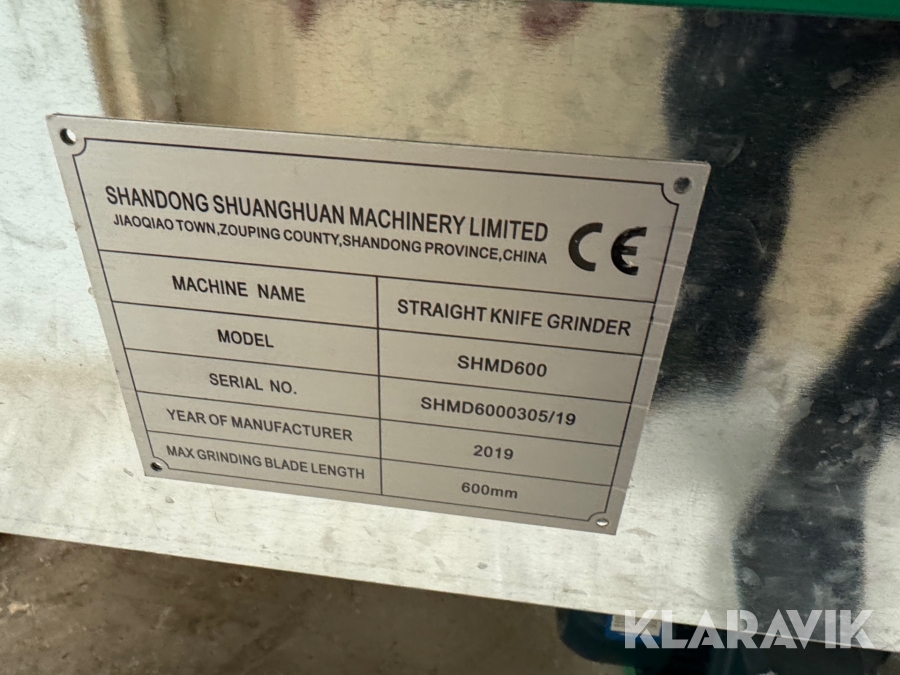 SHANDONG SHUANGHUAN MACHINERY LIMITED
JIAOQIAO TOWN,ZOUPING COUNTY,SHANDONG PROVINCE,CHINA
CE
MACHINE NAME STRAIGHT KNIFE GRINDER
MODEL SHMD600
SERIAL NO. SHMD6000305/19
YEAR OF MANUFACTURER 2019
MAX GRINDING BLADE LENGTH 600mm
KLARAVIK